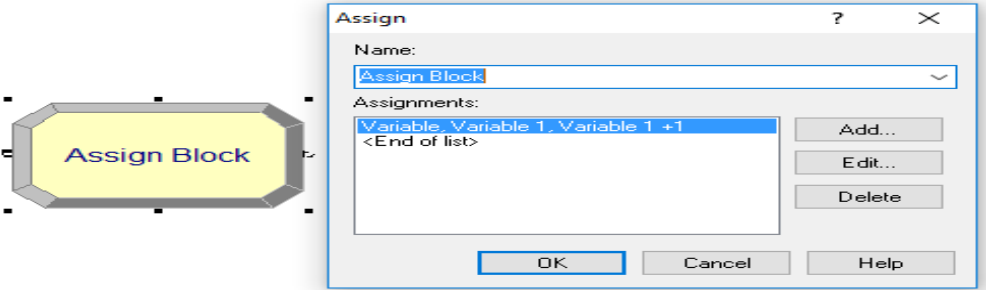 Assign Block
Assign
?
Name:
Assign Block
Assignments:
Variable, Variable 1, Variable 1 +1
<End of list>
Add...
Edit...
Delete
OK
Cancel
Help